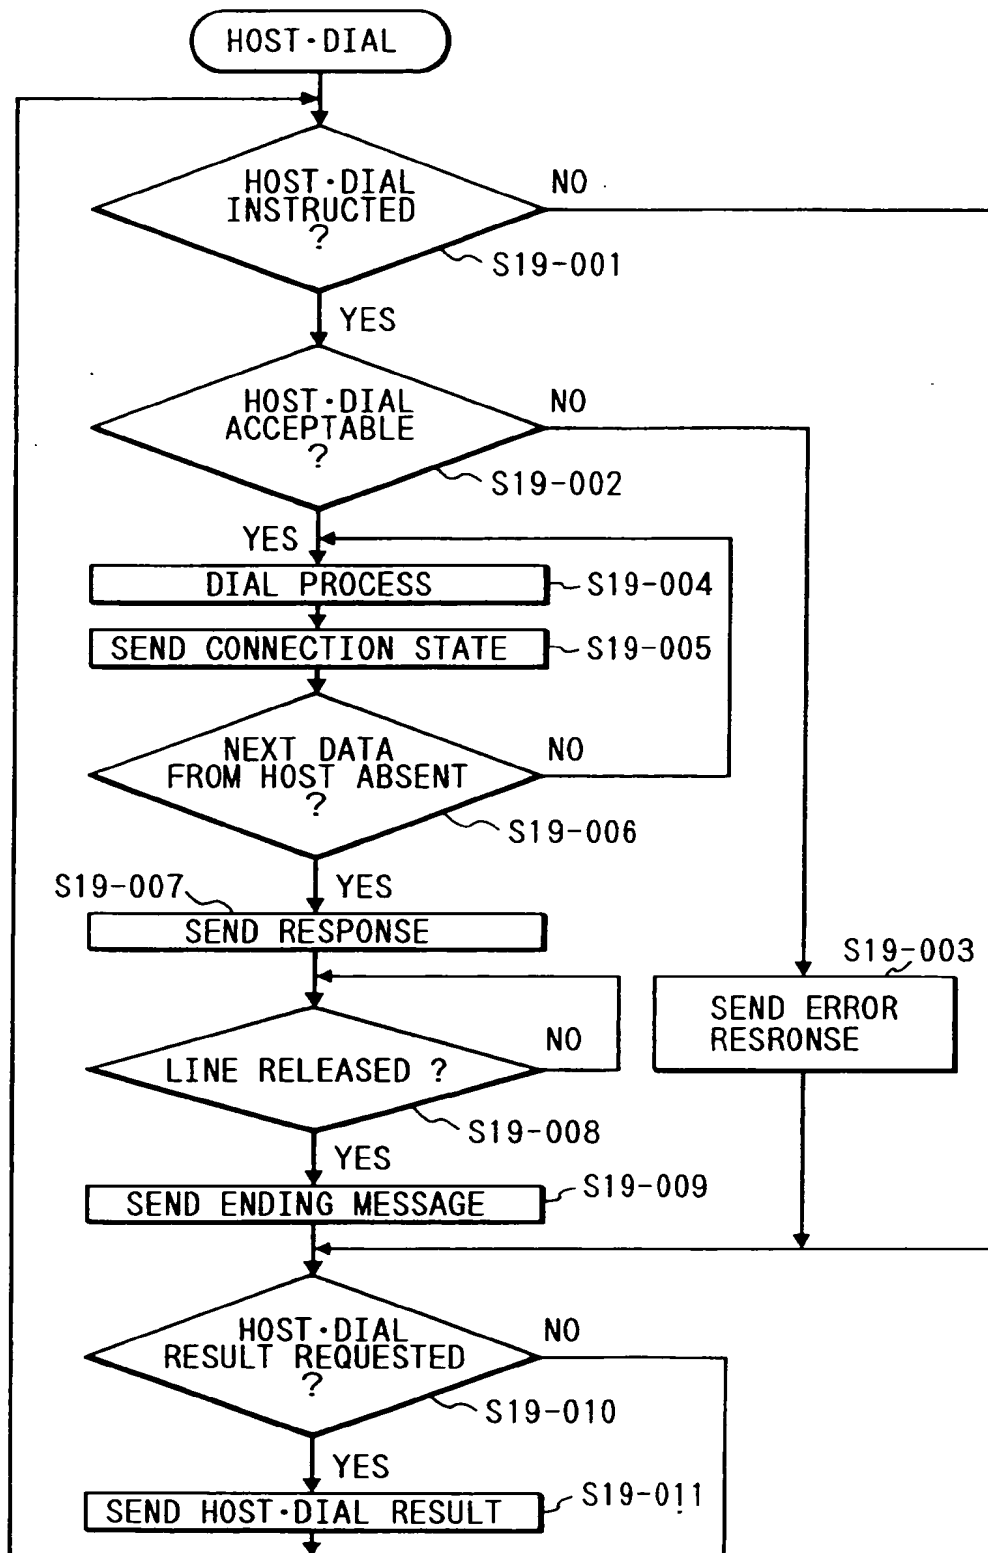 HOST·DIAL
HOST·DIAL
INSTRUCTED
?
NO
S19-001
YES
HOST·DIAL
ACCEPTABLE
?
NO
S19-002
YES
DIAL PROCESS
S19-004
SEND CONNECTION STATE
S19-005
NEXT DATA
FROM HOST ABSENT
?
NO
S19-006
YES
S19-007
SEND RESPONSE
S19-003
SEND ERROR
RESRONSE
LINE RELEASED ?
NO
S19-008
YES
SEND ENDING MESSAGE
S19-009
HOST·DIAL
RESULT REQUESTED
?
NO
S19-010
YES
SEND HOST·DIAL RESULT
S19-011